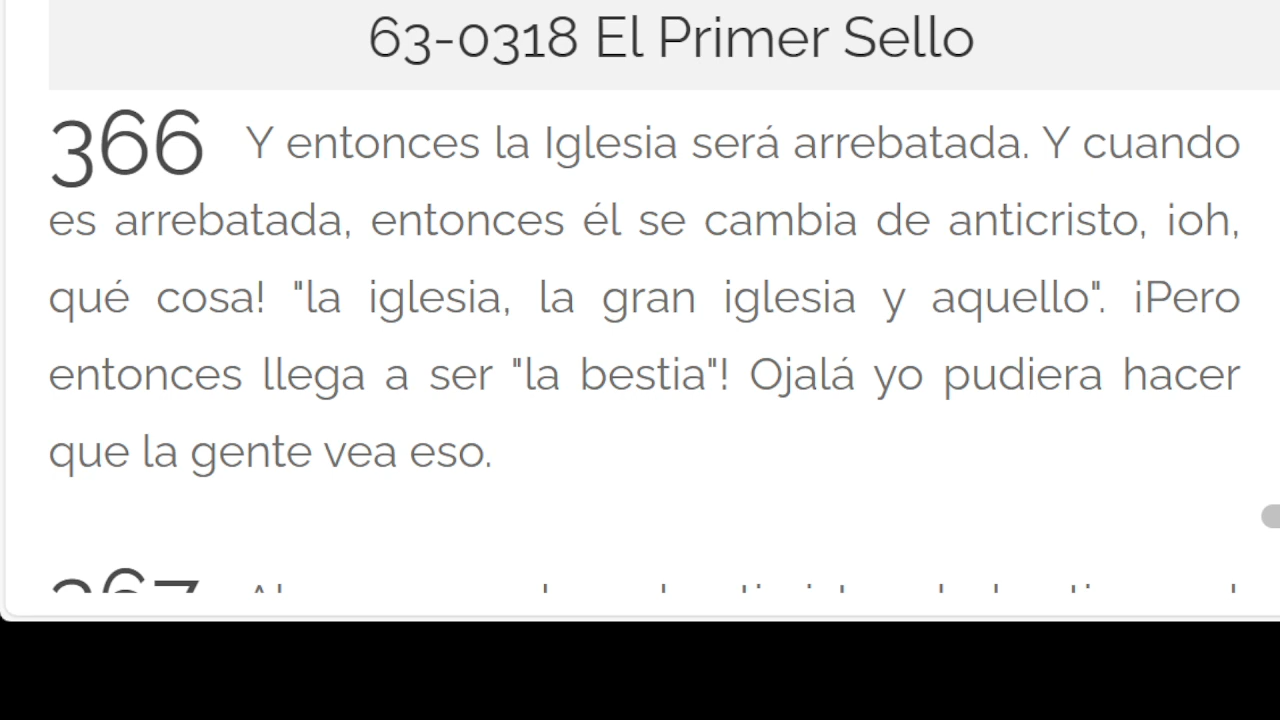 63-0318 El Primer Sello
366 Y entonces la Iglesia será arrebatada. Y cuando
es arrebatada, entonces él se cambia de anticristo, ¡oh,
qué cosa! "la iglesia, la gran iglesia y aquello". ¡Pero
entonces llega a ser "la bestia"! Ojalá yo pudiera hacer
que la gente vea eso.
367